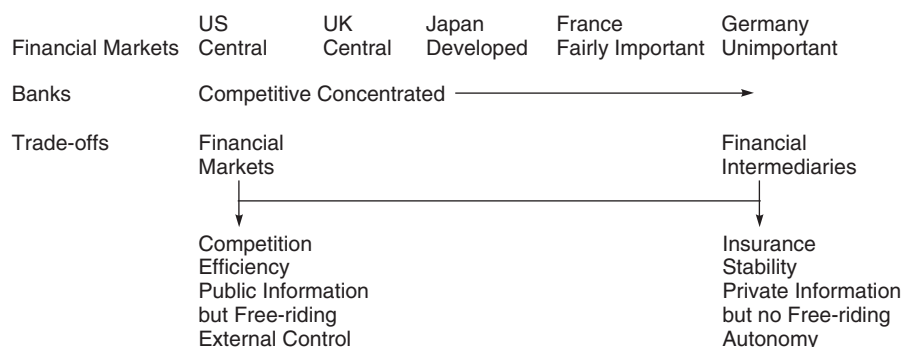 US UK Japan France Germany
Financial Markets Central Central Developed Fairly Important Unimportant
Banks Competitive Concentrated
Trade-offs Financial Financial
Markets Intermediaries
Competition Insurance
Efficiency Stability
Public Information Private Information
but Free-riding but no Free-riding
External Control Autonomy